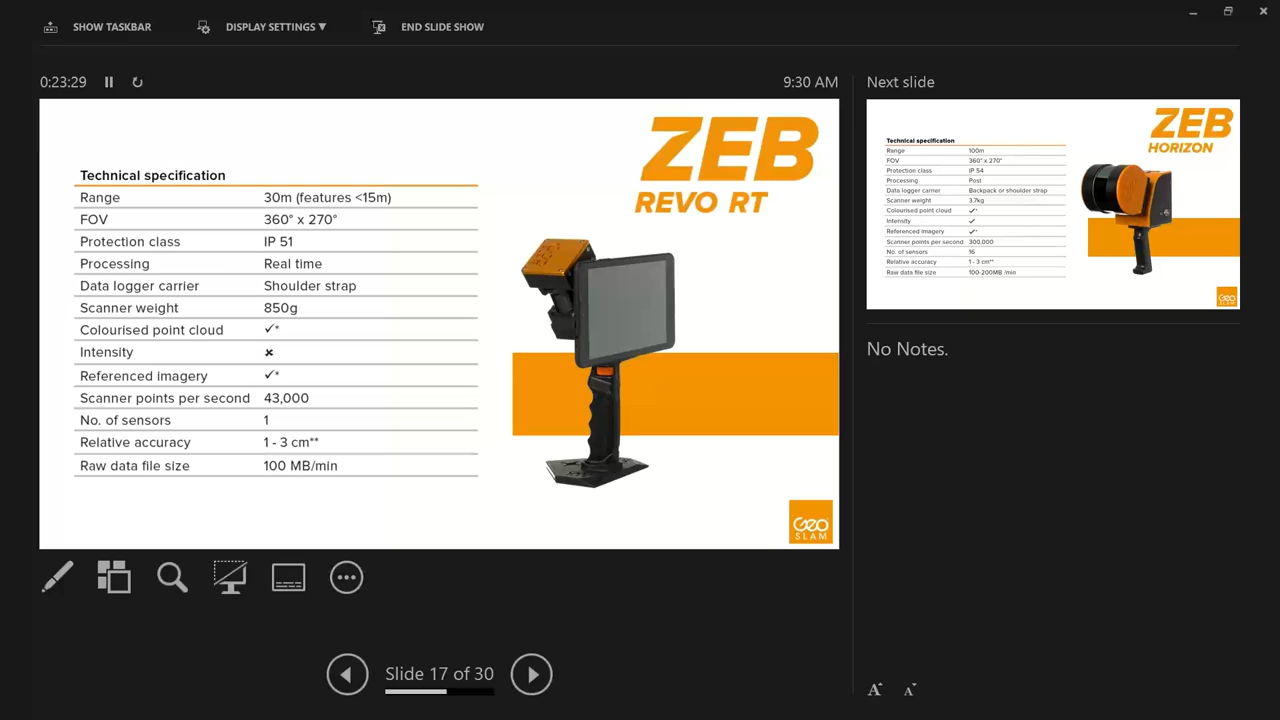 SHOW TASKBAR
DISPLAY SETTINGS ▼
END SLIDE SHOW
0:23:29
9:30 AM
ZEB
REVO RT
Technical specification
Range 30m (features <15m)
FOV 360° x 270°
Protection class IP 51
Processing Real time
Data logger carrier Shoulder strap
Scanner weight 850g
Colourised point cloud ✓*
Intensity ×
Referenced imagery ✓*
Scanner points per second 43,000
No. of sensors 1
Relative accuracy 1 - 3 cm**
Raw data file size 100 MB/min
Geo
SLAM
Next slide
ZEB
HORIZON
Technical specification
Range 100m
FOV 360° x 270°
Protection class IP 54
Processing Post
Data logger carrier Backpack or shoulder strap
Scanner weight 3.7kg
Colourised point cloud ✓*
Intensity ✓
Referenced imagery ✓*
Scanner points per second 300,000
No. of sensors 16
Relative accuracy 1 - 3 cm**
Raw data file size 100-200MB /min
Geo
SLAM
No Notes.
Slide 17 of 30
A A